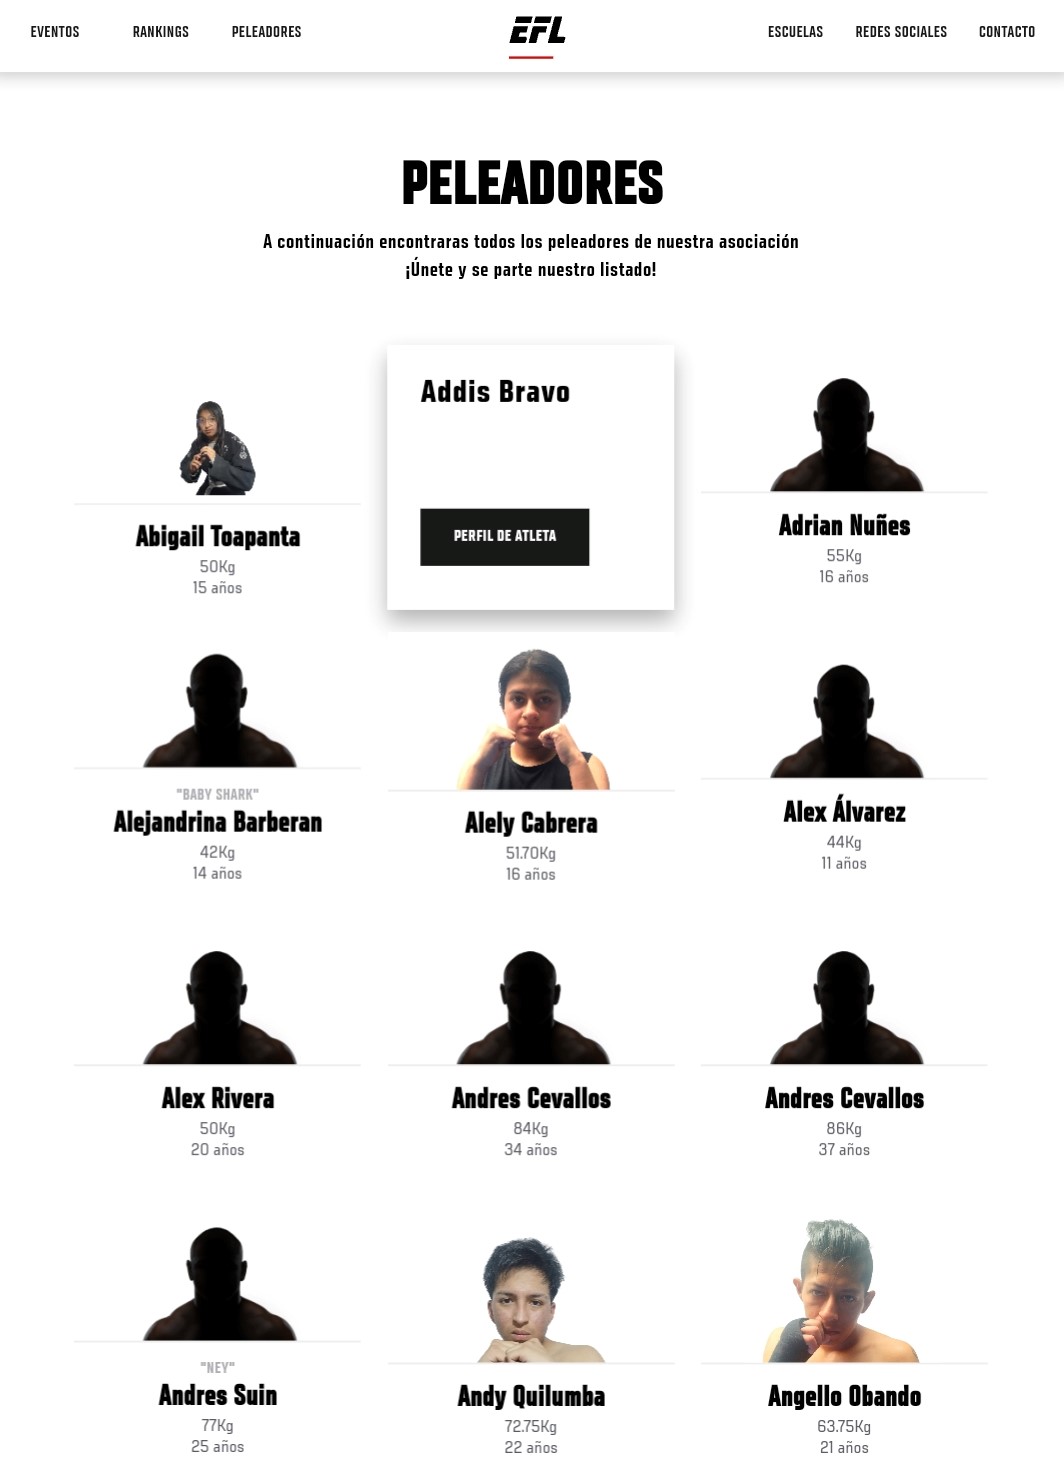 EVENTOS RANKINGS PELEADORES EFL ESCUELAS REDES SOCIALES CONTACTO
PELEADORES
A continuación encontraras todos los peleadores de nuestra asociación
¡Únete y se parte nuestro listado!
Abigail Toapanta
50Kg
15 años
Addis Bravo
PERFIL DE ATLETA
Adrian Nuñes
55Kg
16 años
"BABY SHARK"
Alejandrina Barberan
42Kg
14 años
Alely Cabrera
51.70Kg
16 años
Alex Álvarez
44Kg
11 años
Alex Rivera
50Kg
20 años
Andres Cevallos
84Kg
34 años
Andres Cevallos
86Kg
37 años
"NEY"
Andres Suin
77Kg
25 años
Andy Quilumba
72.75Kg
22 años
Angello Obando
63.75Kg
21 años